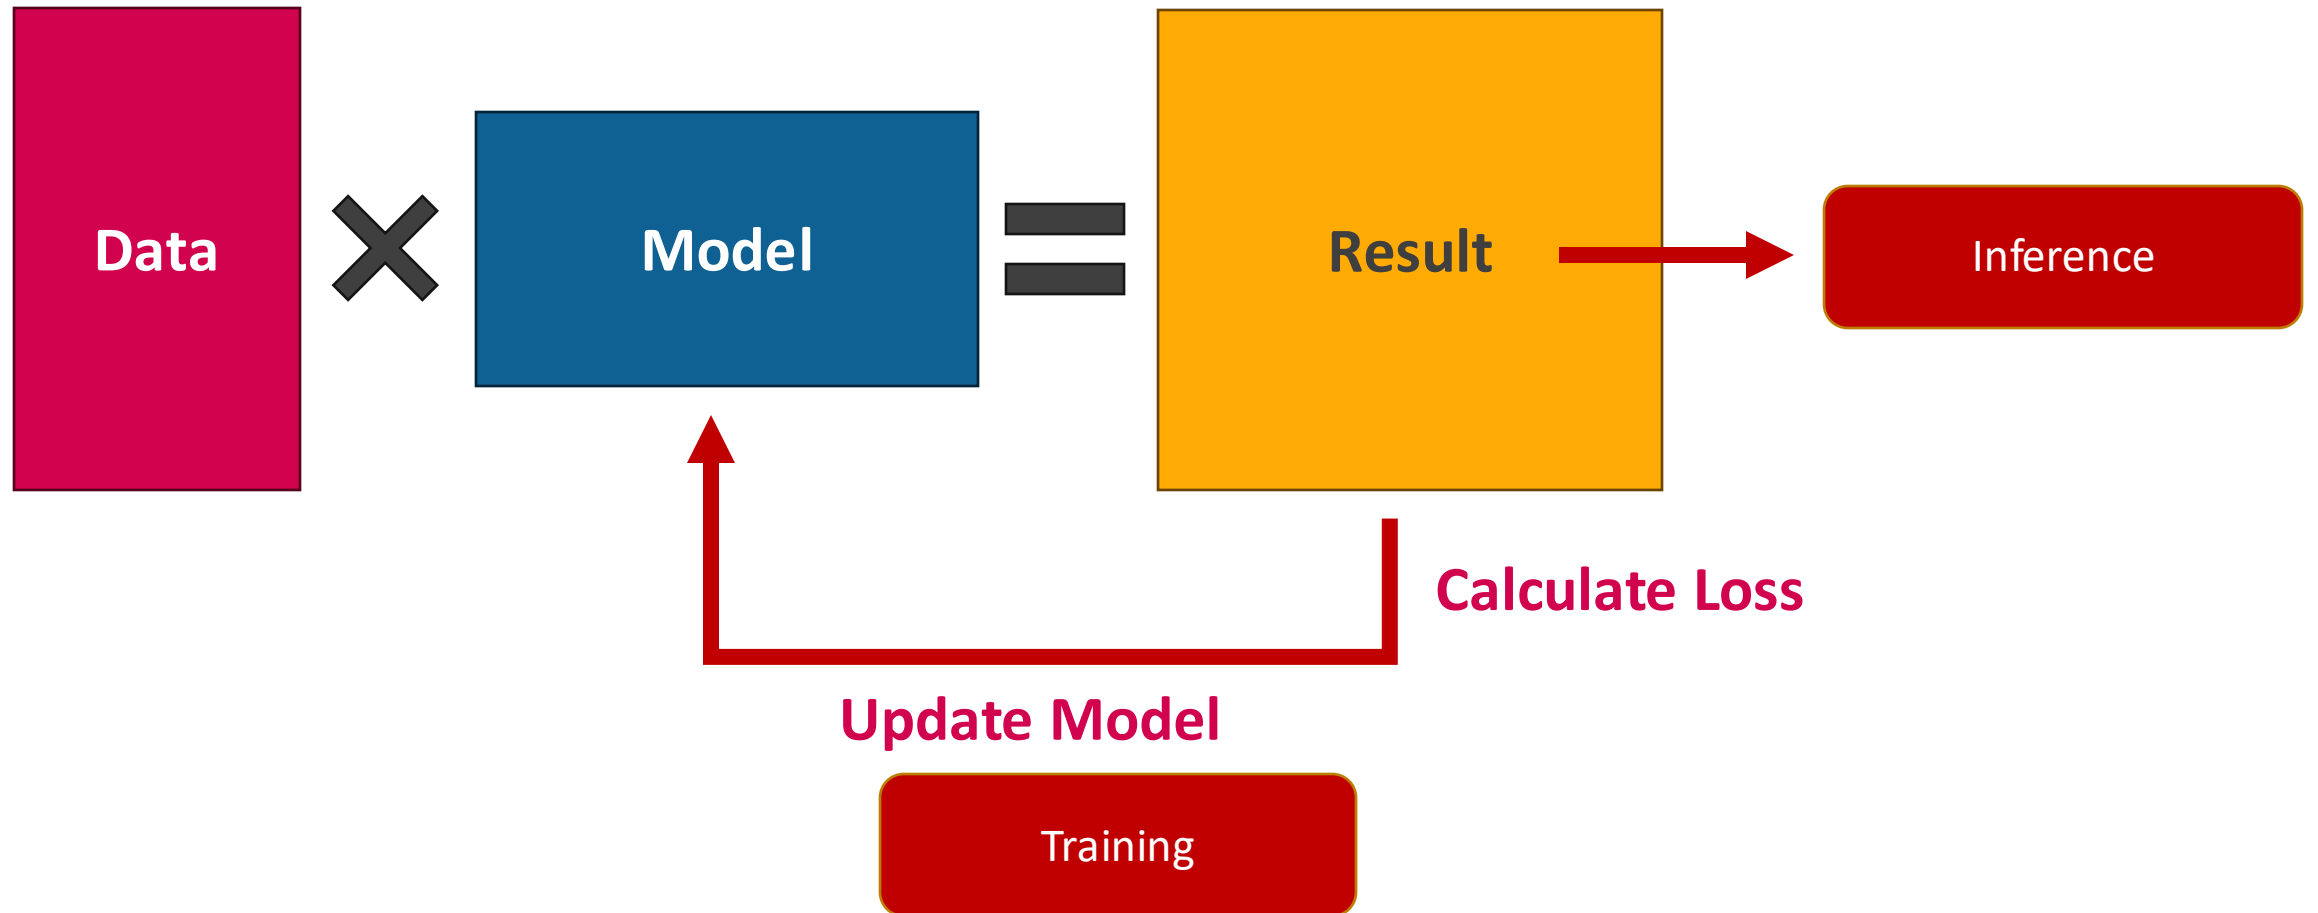 Data
Model
Result
Inference
Calculate Loss
Update Model
Training